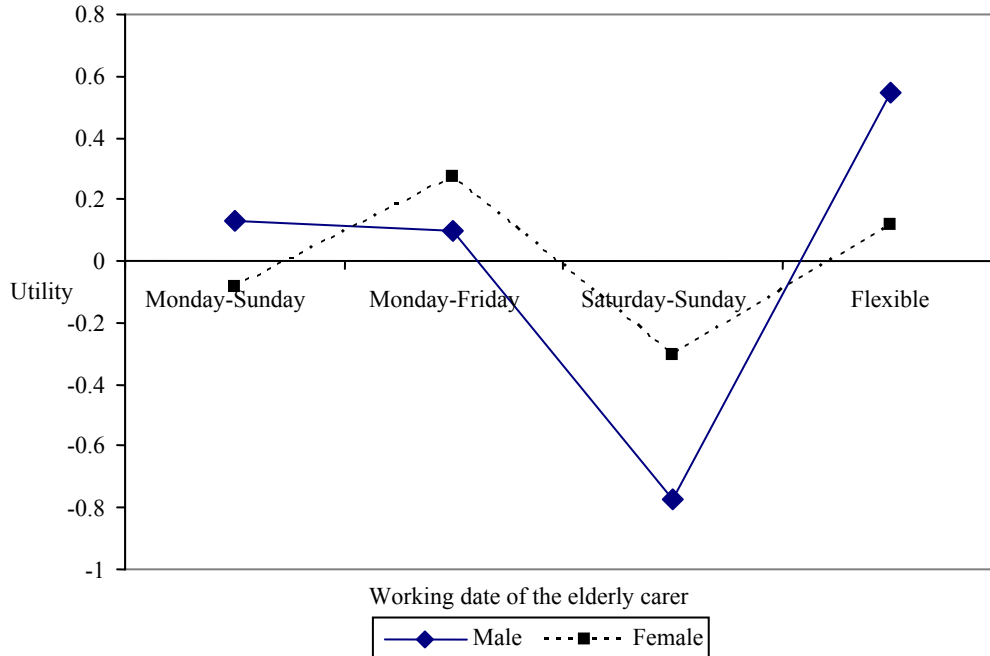 0.8
0.6
0.4
0.2
0
Utility
Monday-Sunday Monday-Friday Saturday-Sunday Flexible
-0.2
-0.4
-0.6
-0.8
-1
Working date of the elderly carer
Male Female